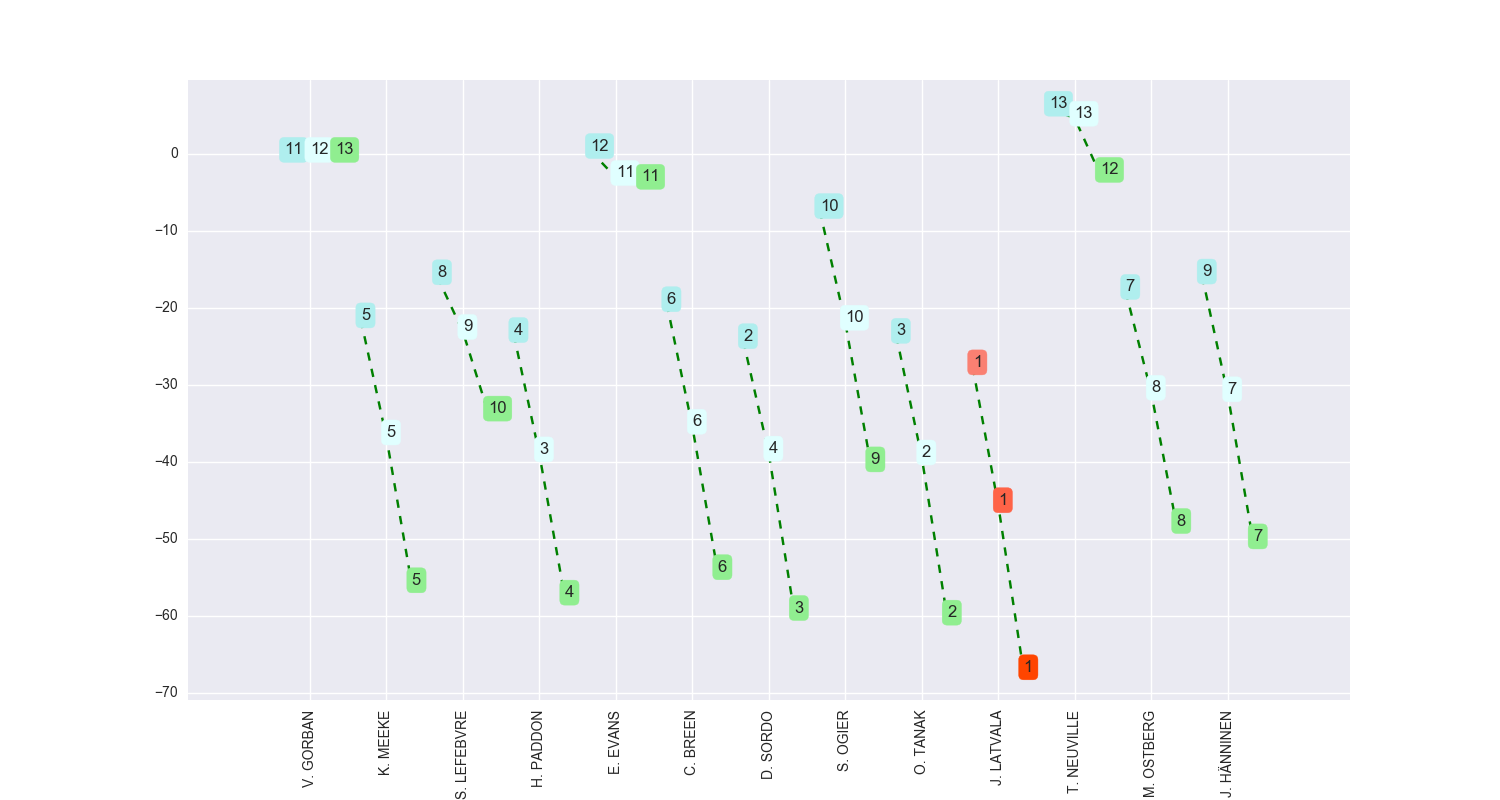 0
−10
−20
−30
−40
−50
−60
−70
11 12 13
5 5 5
8 9 10
4 3 4
12 11 11
6 6 6
2 4 3
10 10 9
3 2 2
1 1 1
13 13 12
7 8 8
9 7 7
V. GORBAN
K. MEEKE
S. LEFEBVRE
H. PADDON
E. EVANS
C. BREEN
D. SORDO
S. OGIER
O. TANAK
J. LATVALA
T. NEUVILLE
M. OSTBERG
J. HÄNNINEN